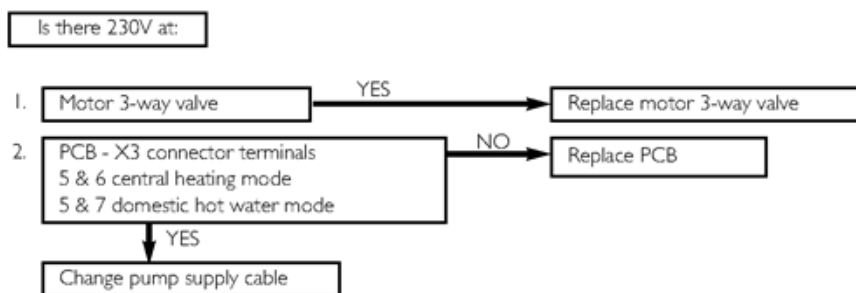 Is there 230V at:
1. Motor 3-way valve YES Replace motor 3-way valve
2. PCB - X3 connector terminals NO Replace PCB
5 & 6 central heating mode
5 & 7 domestic hot water mode
YES
Change pump supply cable